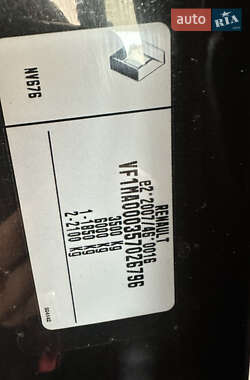 AUTO
RIA
.com
RENAULT
e2*2007/46*0016
VF1MA000357026796
3500 Kg
6000 Kg
1-1850 Kg
2-2100 Kg
NV676